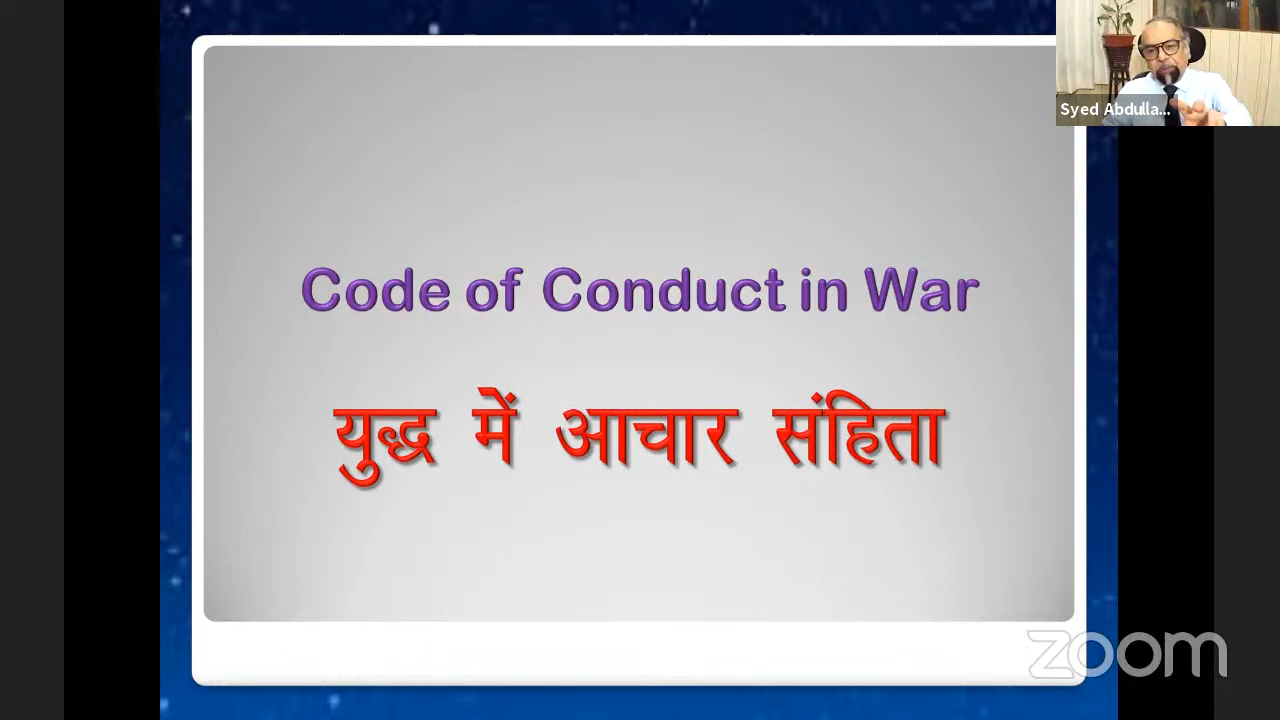 Syed Abdulla...
Code of Conduct in War
युद्ध में आचार संहिता
zoom